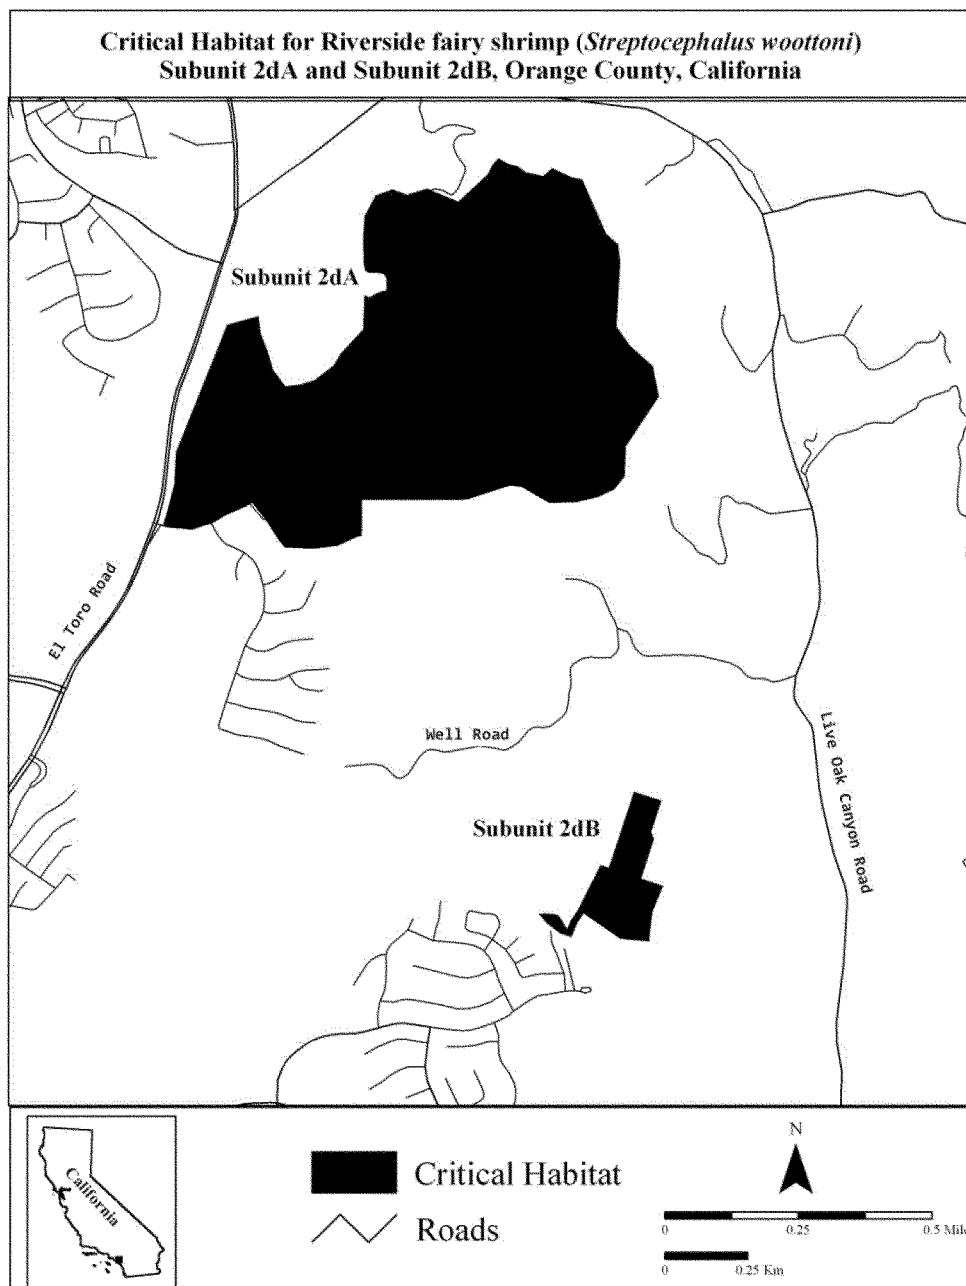 Critical Habitat for Riverside fairy shrimp (Streptocephalus woottoni)
Subunit 2dA and Subunit 2dB, Orange County, California
Subunit 2dA
El Toro Road
Well Road
Live Oak Canyon Road
Subunit 2dB
California
Critical Habitat
Roads
N
0 0.25 0.5 Mile
0 0.25 Km